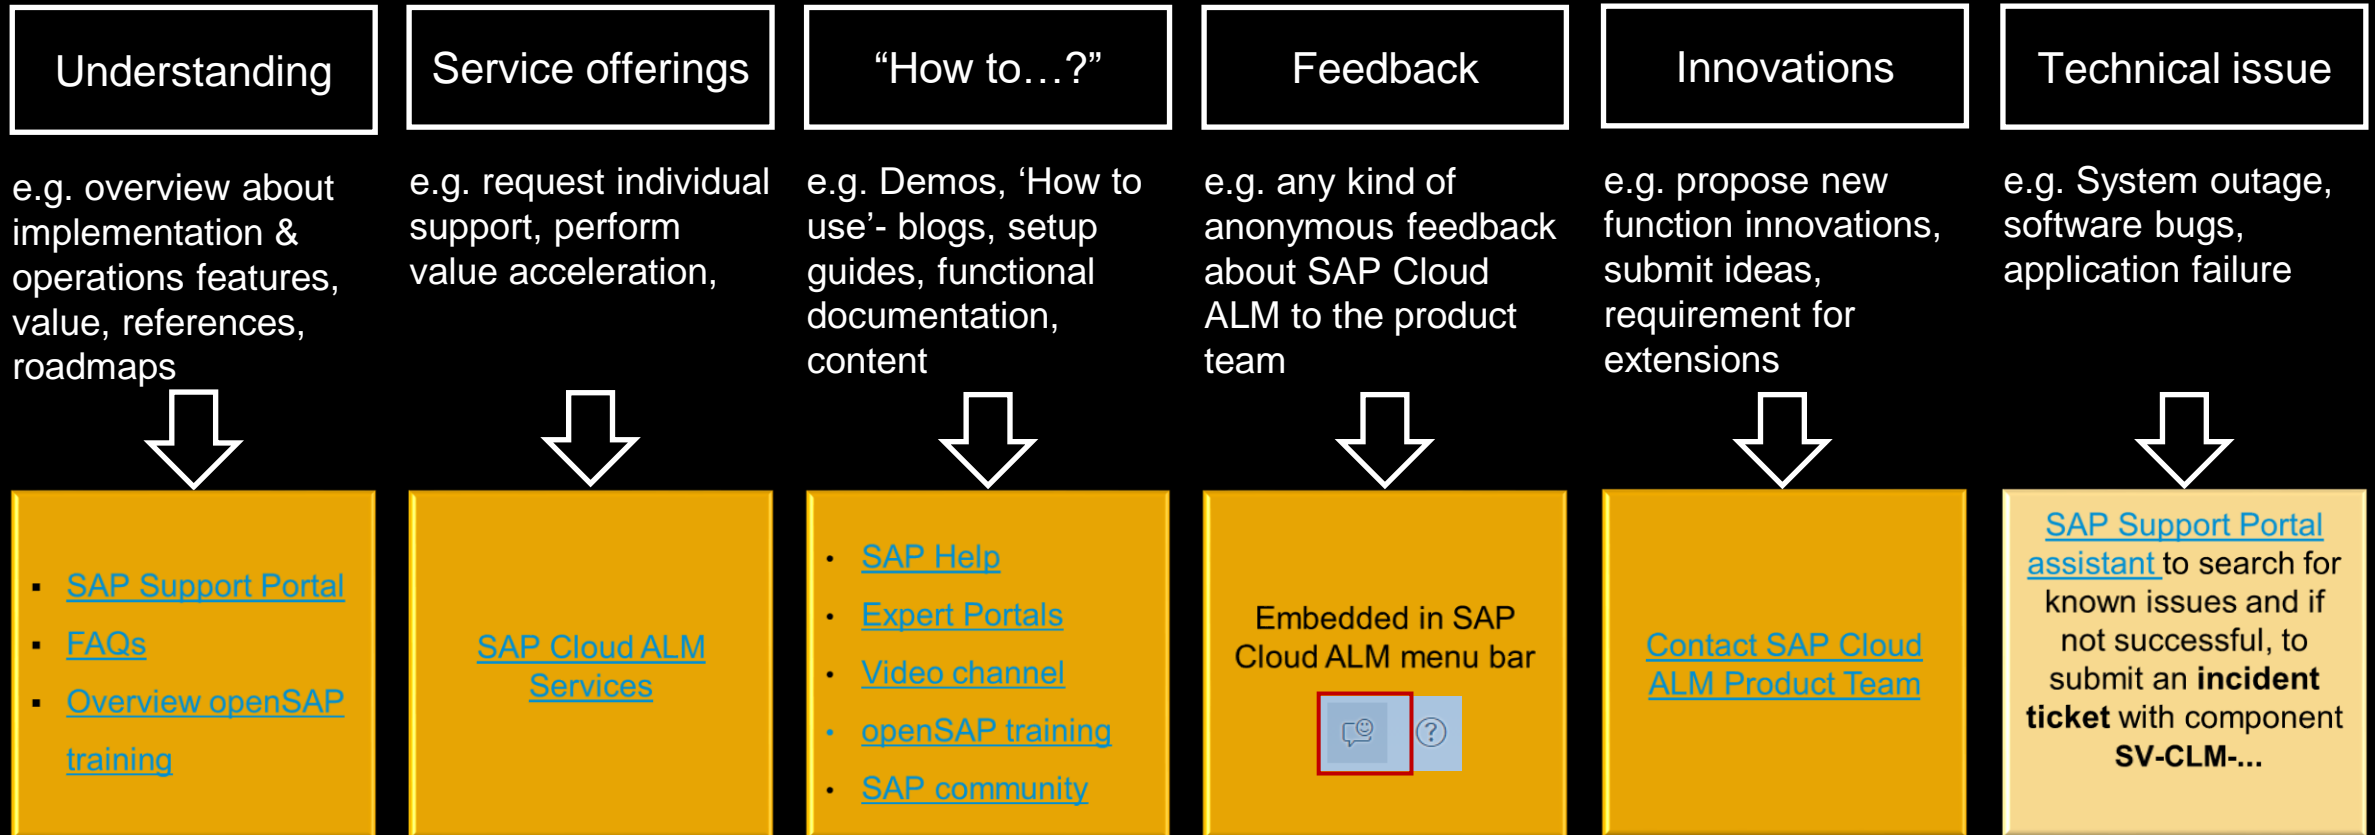 Understanding
e.g. overview about
implementation &
operations features,
value, references,
roadmaps
▪ SAP Support Portal
▪ FAQs
▪ Overview openSAP
training
Service offerings
e.g. request individual
support, perform
value acceleration,
SAP Cloud ALM
Services
“How to…?”
e.g. Demos, ‘How to
use’- blogs, setup
guides, functional
documentation,
content
• SAP Help
• Expert Portals
• Video channel
• openSAP training
• SAP community
Feedback
e.g. any kind of
anonymous feedback
about SAP Cloud
ALM to the product
team
Embedded in SAP
Cloud ALM menu bar
?
Innovations
e.g. propose new
function innovations,
submit ideas,
requirement for
extensions
Contact SAP Cloud
ALM Product Team
Technical issue
e.g. System outage,
software bugs,
application failure
SAP Support Portal
assistant to search for
known issues and if
not successful, to
submit an incident
ticket with component
SV-CLM-...